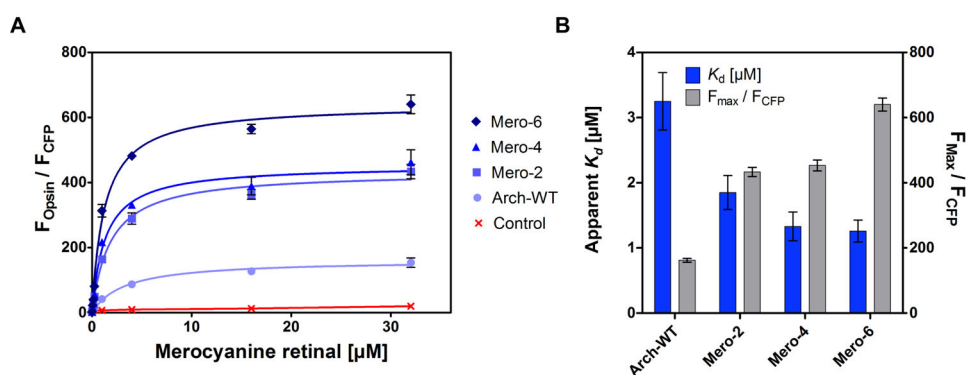 A
F_Opsin / F_CFP
800
600
400
200
0
0
10
20
30
Merocyanine retinal [µM]
Mero-6
Mero-4
Mero-2
Arch-WT
Control
B
Apparent K_d [µM]
4
3
2
1
0
K_d [µM]
F_max / F_CFP
800
600
400
200
0
F_Max / F_CFP
Arch-WT
Mero-2
Mero-4
Mero-6